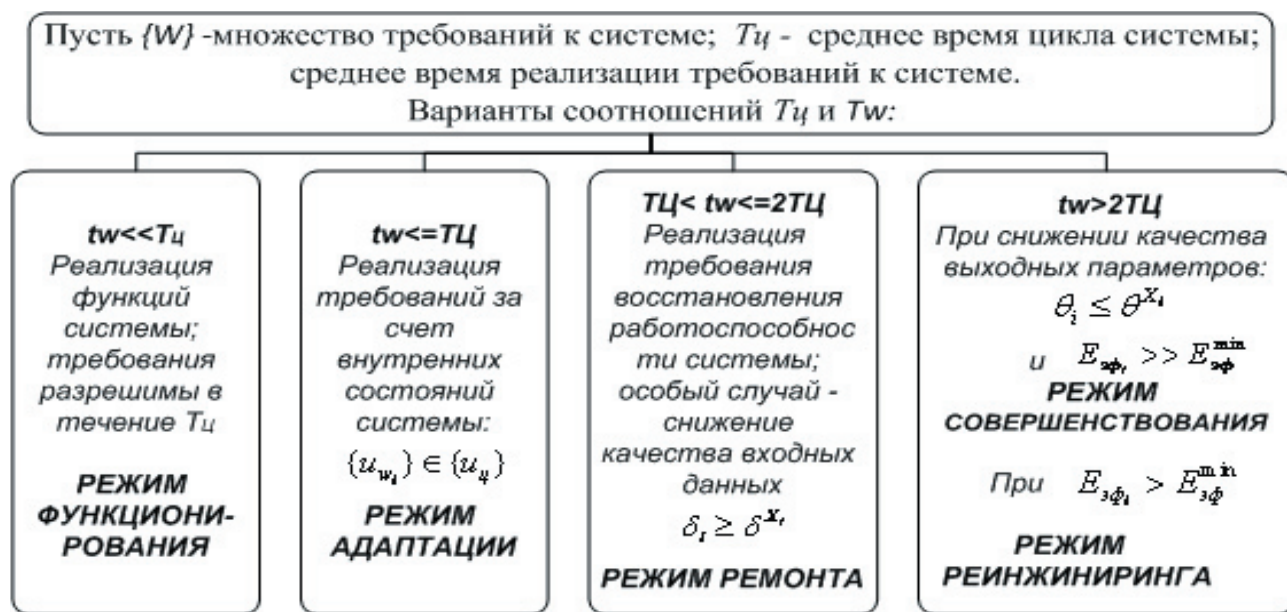 Пусть {W} -множество требований к системе; Tц - среднее время цикла системы;
среднее время реализации требований к системе.
Варианты соотношений Tц и Tw:
tw<<Tц
Реализация
функций
системы;
требования
разрешимы в
течение Tц
РЕЖИМ
ФУНКЦИОНИ-
РОВАНИЯ
tw<=TЦ
Реализация
требований за
счет
внутренних
состояний
системы:
{u_{w_i}} ∈ {u_q}
РЕЖИМ
АДАПТАЦИИ
TЦ< tw<=2TЦ
Реализация
требования
восстановления
работоспособнос
ти системы;
особый случай -
снижение
качества входных
данных
δ_i ≥ δ^{X_i}
РЕЖИМ РЕМОНТА
tw>2TЦ
При снижении качества
выходных параметров:
θ_i ≤ θ^{X_i}
и E_{эф_i} >> E_{эф}^{min}
РЕЖИМ
СОВЕРШЕНСТВОВАНИЯ
При E_{эф_i} > E_{эф}^{min}
РЕЖИМ
РЕИНЖИНИРИНГА